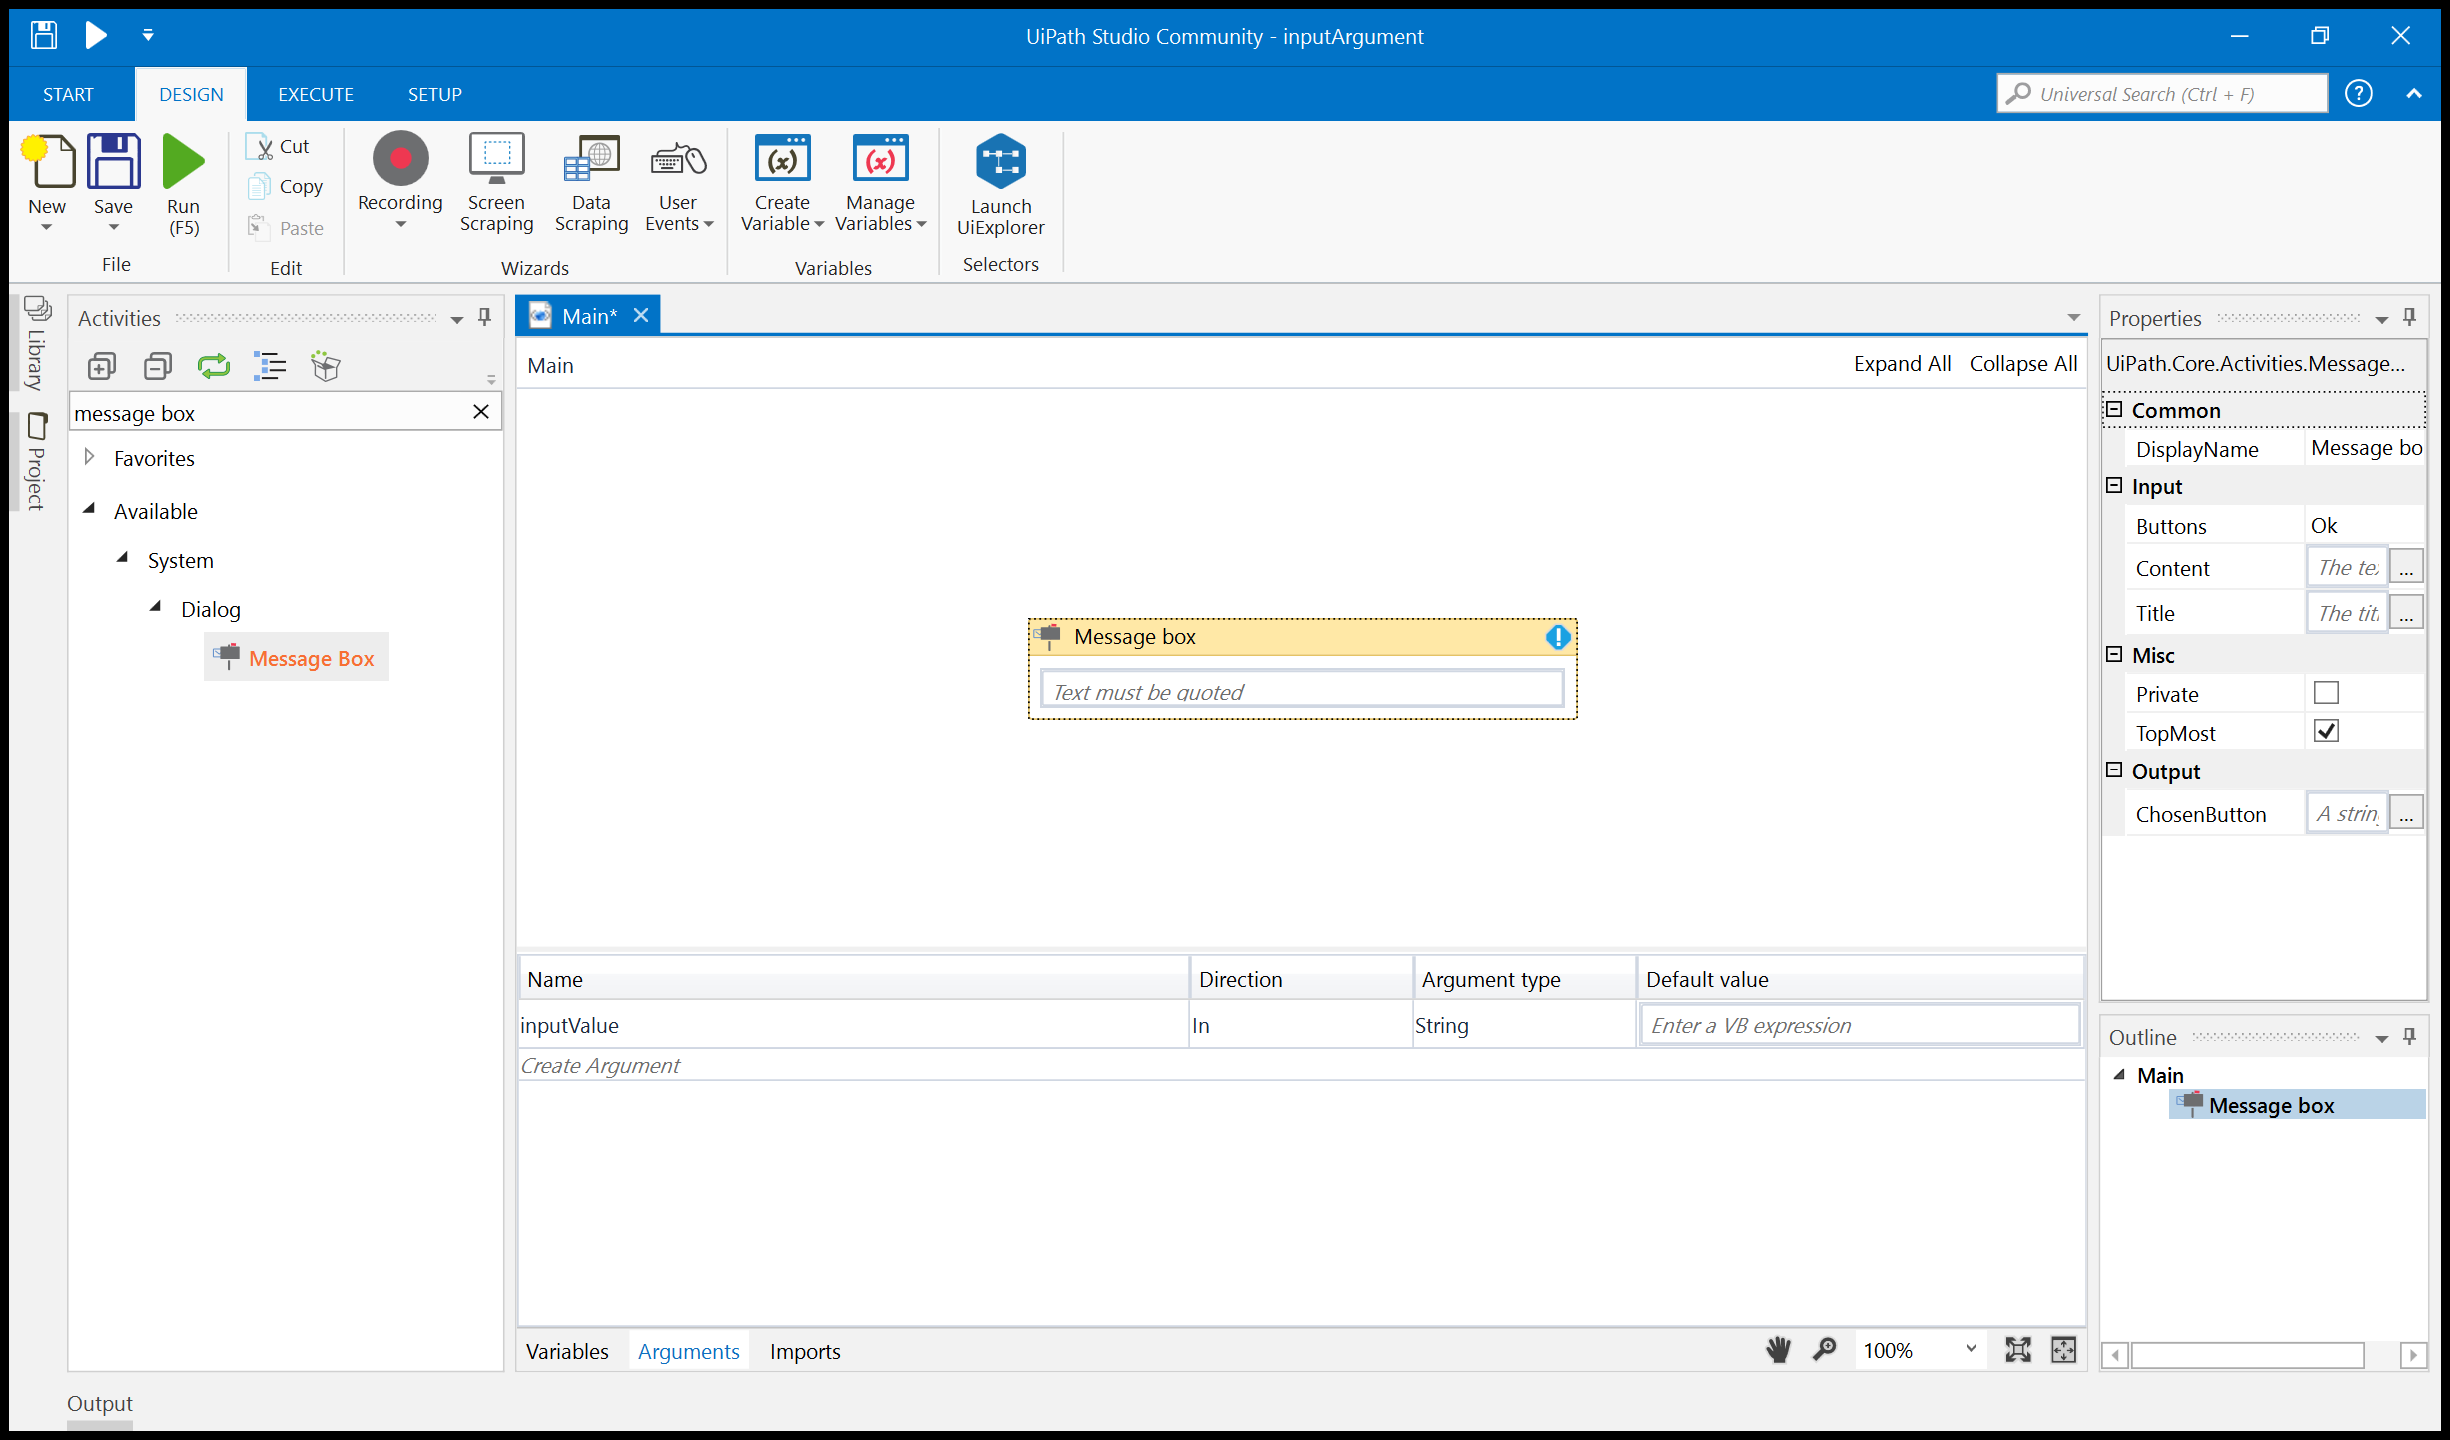 UiPath Studio Community - inputArgument
START
DESIGN
EXECUTE
SETUP
Universal Search (Ctrl + F)
New
Save
Run
(F5)
File
Cut
Copy
Paste
Edit
Recording
Screen
Scraping
Data
Scraping
User
Events
Wizards
Create
Variable
Manage
Variables
Variables
Launch
UiExplorer
Selectors
Library
Project
Activities
message box
Favorites
Available
System
Dialog
Message Box
Main*
Main
Expand All
Collapse All
Message box
Text must be quoted
Name
Direction
Argument type
Default value
inputValue
In
String
Enter a VB expression
Create Argument
Variables
Arguments
Imports
100%
Properties
UiPath.Core.Activities.Message...
Common
DisplayName
Message bo
Input
Buttons
Ok
Content
The te
...
Title
The tit
...
Misc
Private
TopMost
Output
ChosenButton
A strin
...
Outline
Main
Message box
Output